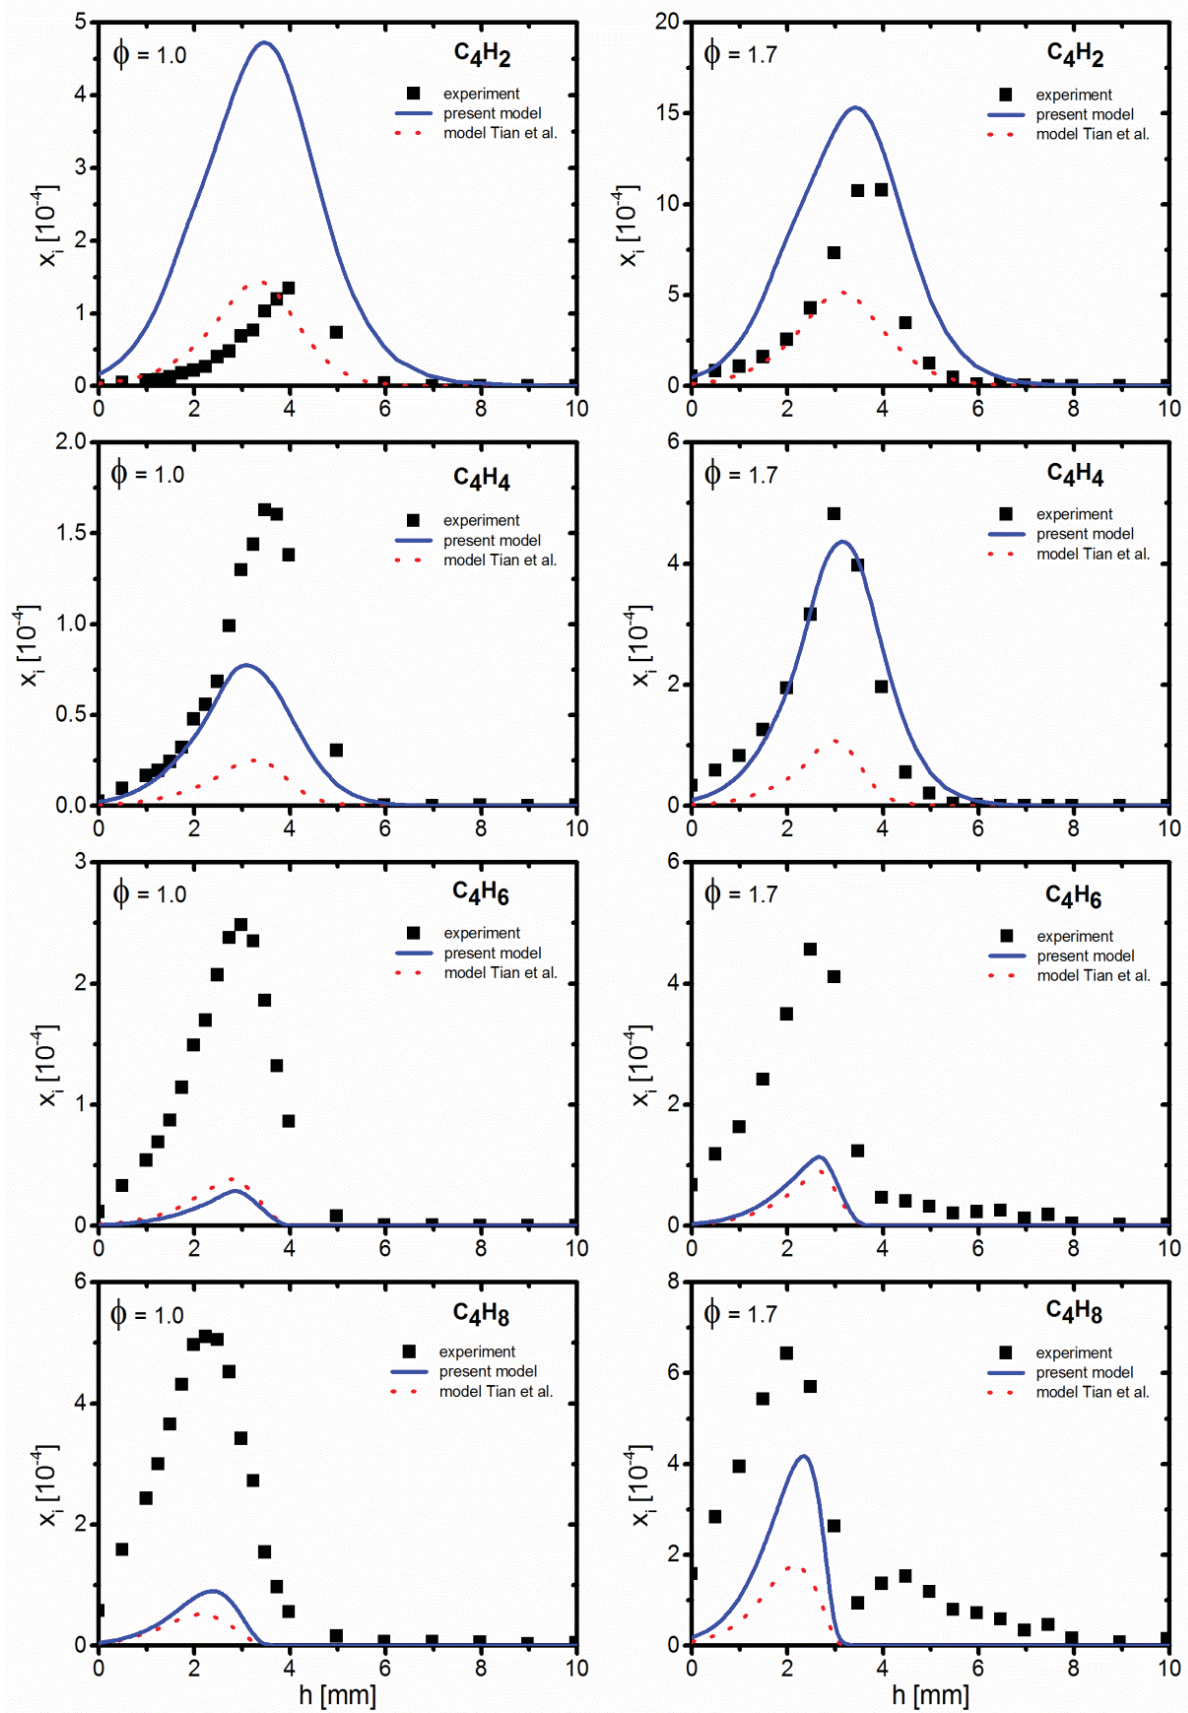 ϕ = 1.0
C4H2
experiment
present model
model Tian et al.
xi [10-4]
5
4
3
2
1
0
0 2 4 6 8 10
ϕ = 1.7
C4H2
experiment
present model
model Tian et al.
xi [10-4]
20
15
10
5
0
0 2 4 6 8 10
ϕ = 1.0
C4H4
experiment
present model
model Tian et al.
xi [10-4]
2.0
1.5
1.0
0.5
0.0
0 2 4 6 8 10
ϕ = 1.7
C4H4
experiment
present model
model Tian et al.
xi [10-4]
6
4
2
0
0 2 4 6 8 10
ϕ = 1.0
C4H6
experiment
present model
model Tian et al.
xi [10-4]
3
2
1
0
0 2 4 6 8 10
ϕ = 1.7
C4H6
experiment
present model
model Tian et al.
xi [10-4]
6
4
2
0
0 2 4 6 8 10
ϕ = 1.0
C4H8
experiment
present model
model Tian et al.
xi [10-4]
6
4
2
0
0 2 4 6 8 10
h [mm]
ϕ = 1.7
C4H8
experiment
present model
model Tian et al.
xi [10-4]
8
6
4
2
0
0 2 4 6 8 10
h [mm]